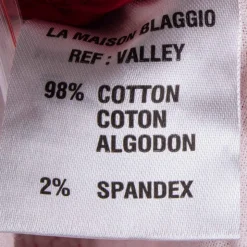 LA MAISON BLAGGIO
REF : VALLEY
98% COTTON
COTON
ALGODON
2% SPANDEX